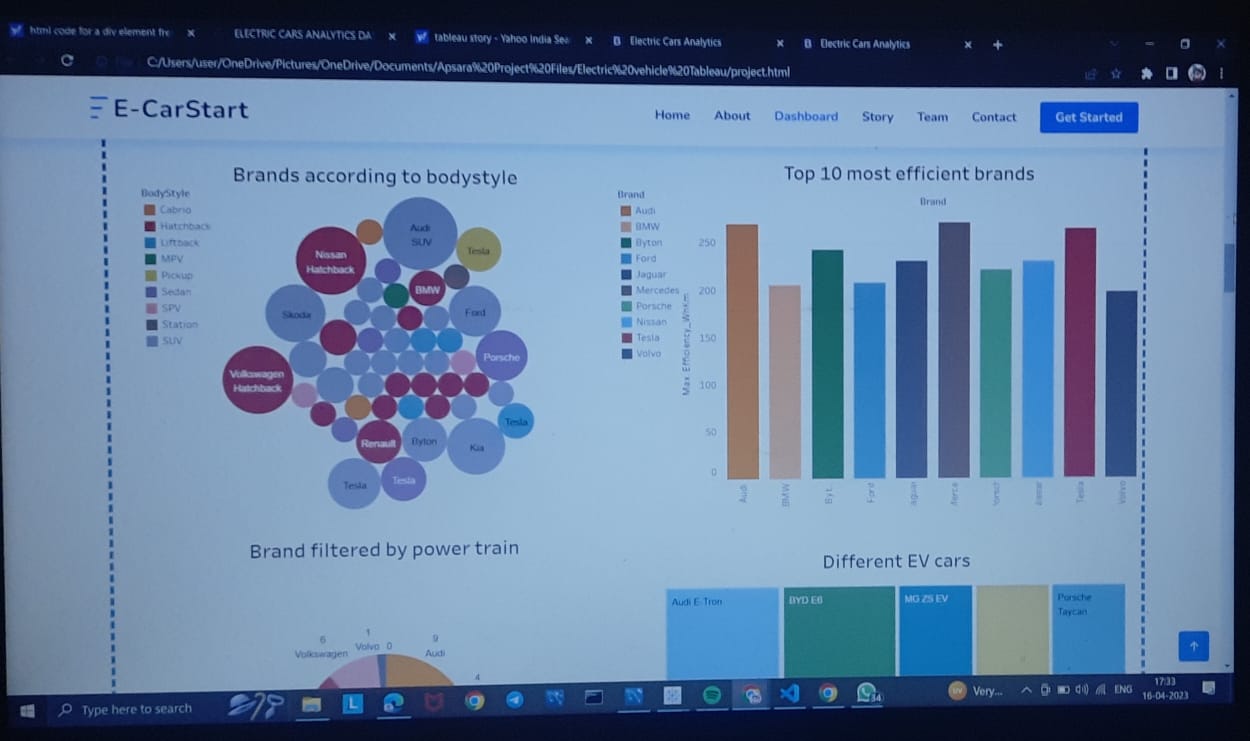 html code for a div element fre
ELECTRIC CARS ANALYTICS DA
tableau story - Yahoo India Sea
Electric Cars Analytics
Electric Cars Analytics
C:/Users/user/OneDrive/Pictures/OneDrive/Documents/Apsara%20Project%20Files/Electric%20vehicle%20Tableau/project.html
E-CarStart
Home About Dashboard Story Team Contact Get Started
Brands according to bodystyle
BodyStyle
Cabrio
Hatchback
Liftback
MPV
Pickup
Sedan
SPV
Station
SUV
Audi
SUV
Tesla
Nissan
Hatchback
BMW
Skoda
Ford
Porsche
Volkswagen
Hatchback
Tesla
Renault
Byton
Kia
Tesla
Tesla
Top 10 most efficient brands
Brand
Brand
Audi
BMW
Byton
Ford
Jaguar
Mercedes
Porsche
Nissan
Tesla
Volvo
Max. Efficiency_WhKm
250
200
150
100
50
0
Audi
BMW
Byt..
Ford
Tesla
Volvo
Brand filtered by power train
6
Volkswagen
1
Volvo 0
9
Audi
4
Different EV cars
Audi E-Tron
BYD E6
MG ZS EV
Porsche
Taycan
Type here to search
34
Very...
ENG
17:33
16-04-2023